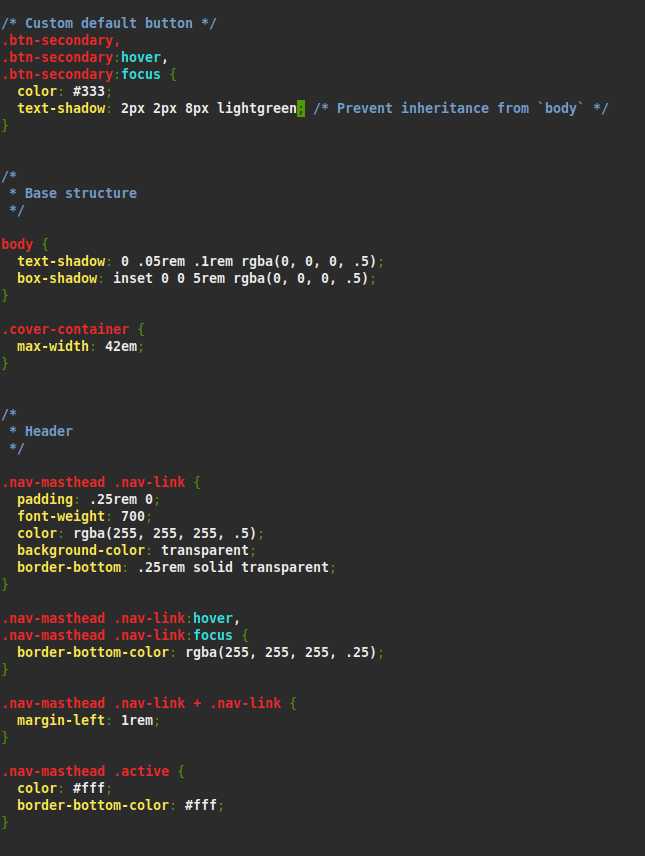 /* Custom default button */
.btn-secondary,
.btn-secondary:hover,
.btn-secondary:focus {
  color: #333;
  text-shadow: 2px 2px 8px lightgreen; /* Prevent inheritance from `body` */
}

/*
 * Base structure
 */

body {
  text-shadow: 0 .05rem .1rem rgba(0, 0, 0, .5);
  box-shadow: inset 0 0 5rem rgba(0, 0, 0, .5);
}

.cover-container {
  max-width: 42em;
}

/*
 * Header
 */

.nav-masthead .nav-link {
  padding: .25rem 0;
  font-weight: 700;
  color: rgba(255, 255, 255, .5);
  background-color: transparent;
  border-bottom: .25rem solid transparent;
}

.nav-masthead .nav-link:hover,
.nav-masthead .nav-link:focus {
  border-bottom-color: rgba(255, 255, 255, .25);
}

.nav-masthead .nav-link + .nav-link {
  margin-left: 1rem;
}

.nav-masthead .active {
  color: #fff;
  border-bottom-color: #fff;
}